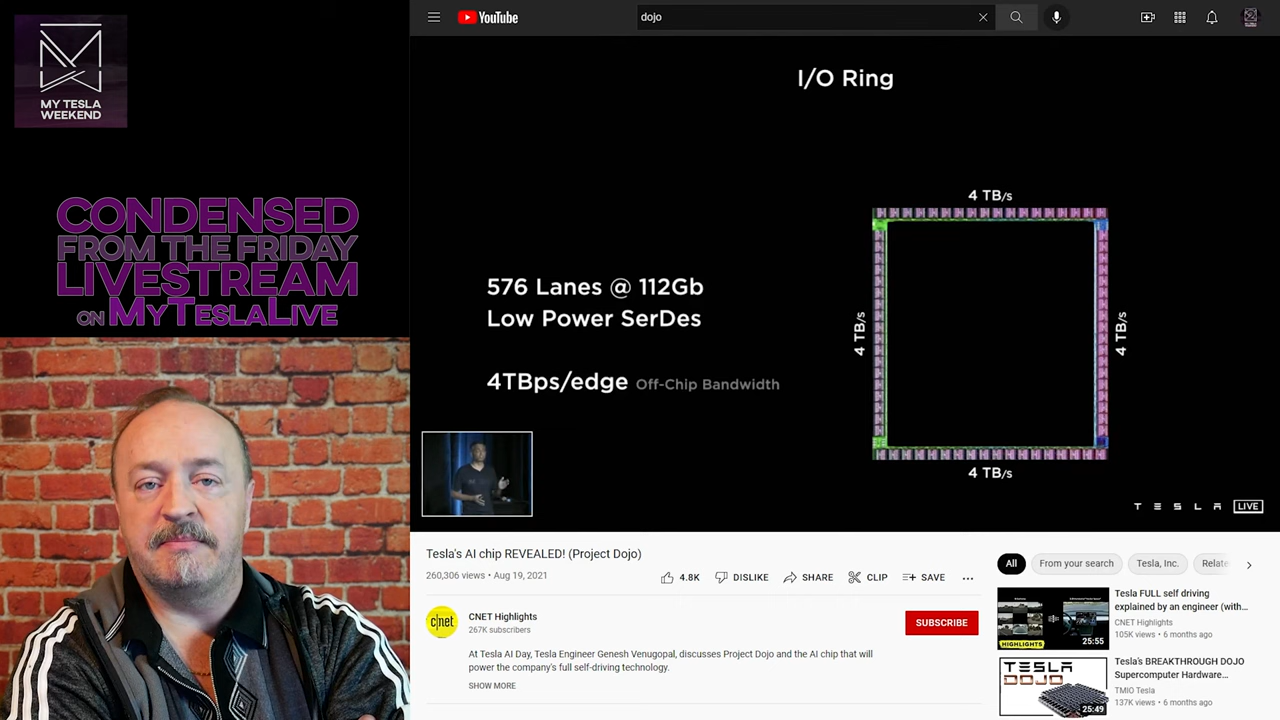 MY TESLA
WEEKEND
CONDENSED
FROM THE FRIDAY
LIVESTREAM
ON MYTESLALIVE
YouTube
dojo
I/O Ring
4 TB/s
4 TB/s
4 TB/s
4 TB/s
576 Lanes @ 112Gb
Low Power SerDes
4TBps/edge Off-Chip Bandwidth
TESLA LIVE
Tesla's AI chip REVEALED! (Project Dojo)
260,306 views • Aug 19, 2021
4.8K DISLIKE SHARE CLIP SAVE ...
c|net
CNET Highlights
267K subscribers
SUBSCRIBE
At Tesla AI Day, Tesla Engineer Genesh Venugopal, discusses Project Dojo and the AI chip that will
power the company's full self-driving technology.
SHOW MORE
All From your search Tesla, Inc. Relate
HIGHLIGHTS
25:55
Tesla FULL self driving
explained by an engineer (with...
CNET Highlights
105K views • 6 months ago
TESLA
DOJO
25:49
Tesla's BREAKTHROUGH DOJO
Supercomputer Hardware...
TMIO Tesla
137K views • 6 months ago